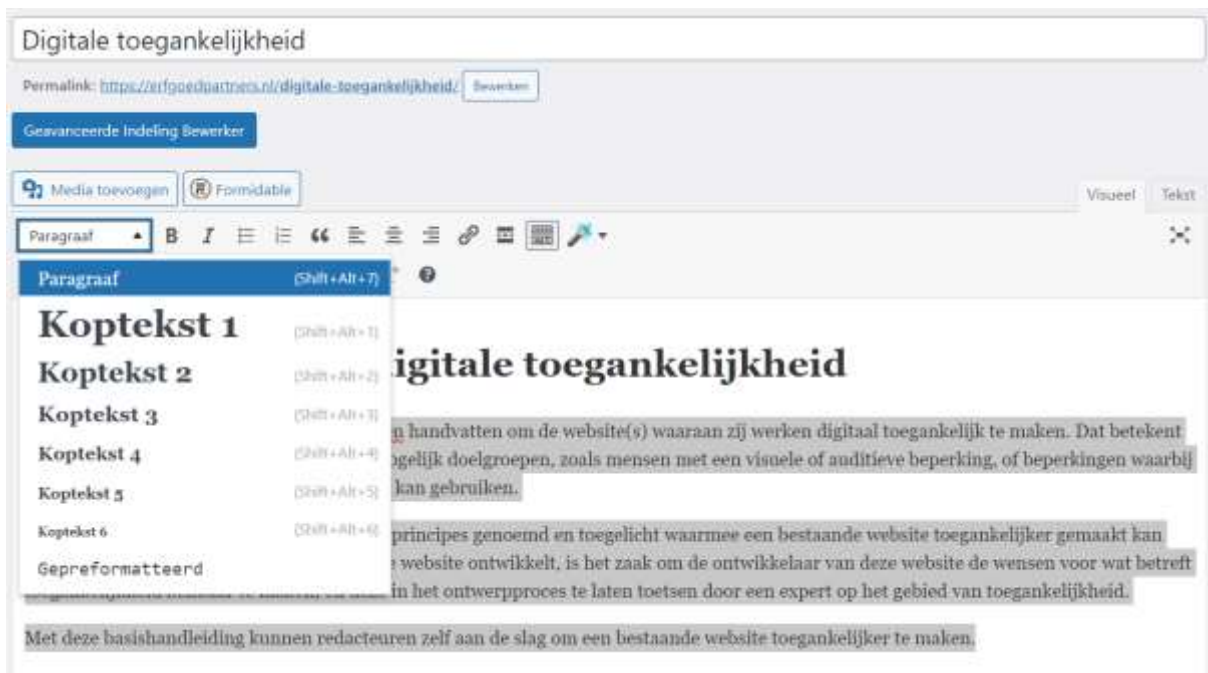 Digitale toegankelijkheid
Permalink: https://erfgoedpartners.nl/digitale-toegankelijkheid/ Bewerken
Geavanceerde Indeling Bewerker
Media toevoegen Formidable
Visueel Tekst
Paragraaf B I
Paragraaf (Shift+Alt+7)
Koptekst 1 (Shift+Alt+1)
Koptekst 2 (Shift+Alt+2)
Koptekst 3 (Shift+Alt+3)
Koptekst 4 (Shift+Alt+4)
Koptekst 5 (Shift+Alt+5)
Koptekst 6 (Shift+Alt+6)
Gepreformatteerd
igitale toegankelijkheid
handvatten om de website(s) waaraan zij werken digitaal toegankelijk te maken. Dat betekent
ogelijk doelgroepen, zoals mensen met een visuele of auditieve beperking, of beperkingen waarbij
kan gebruiken.
principes genoemd en toegelicht waarmee een bestaande website toegankelijker gemaakt kan
website ontwikkelt, is het zaak om de ontwikkelaar van deze website de wensen voor wat betreft
in het ontwerpproces te laten toetsen door een expert op het gebied van toegankelijkheid.
Met deze basishandleiding kunnen redacteuren zelf aan de slag om een bestaande website toegankelijker te maken.